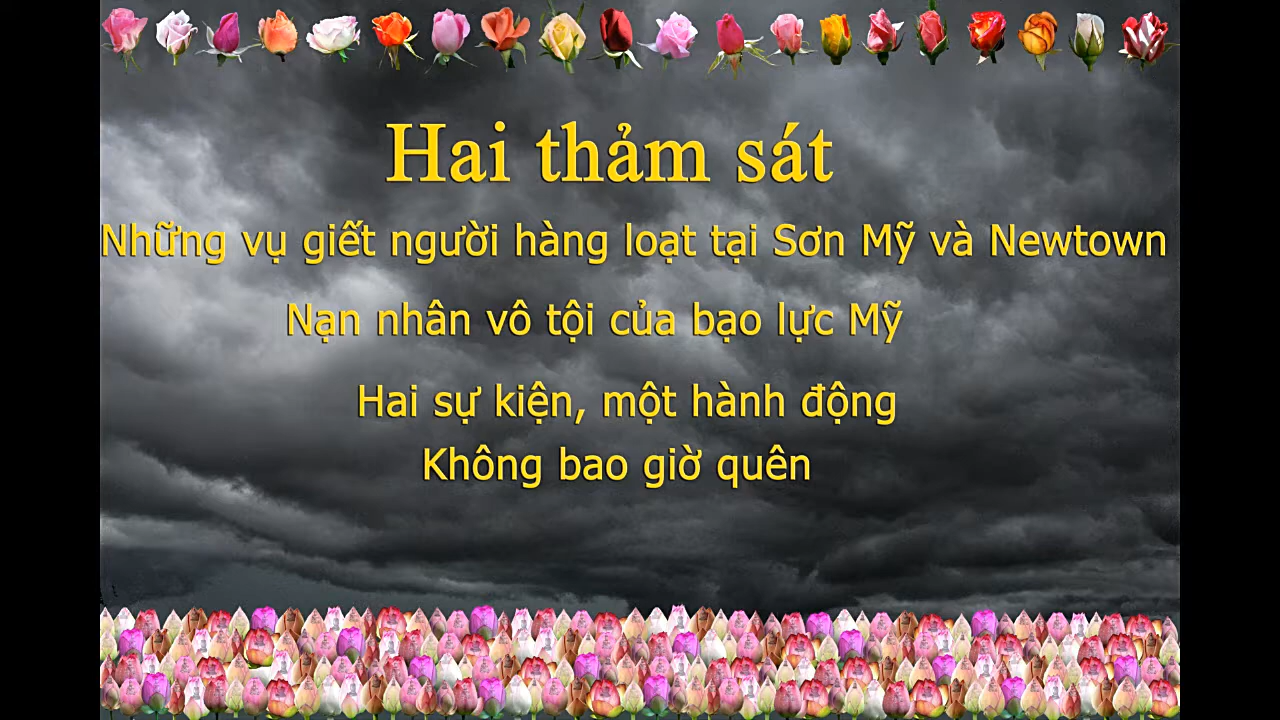 Hai thảm sát
Những vụ giết người hàng loạt tại Sơn Mỹ và Newtown
Nạn nhân vô tội của bạo lực Mỹ
Hai sự kiện, một hành động
Không bao giờ quên